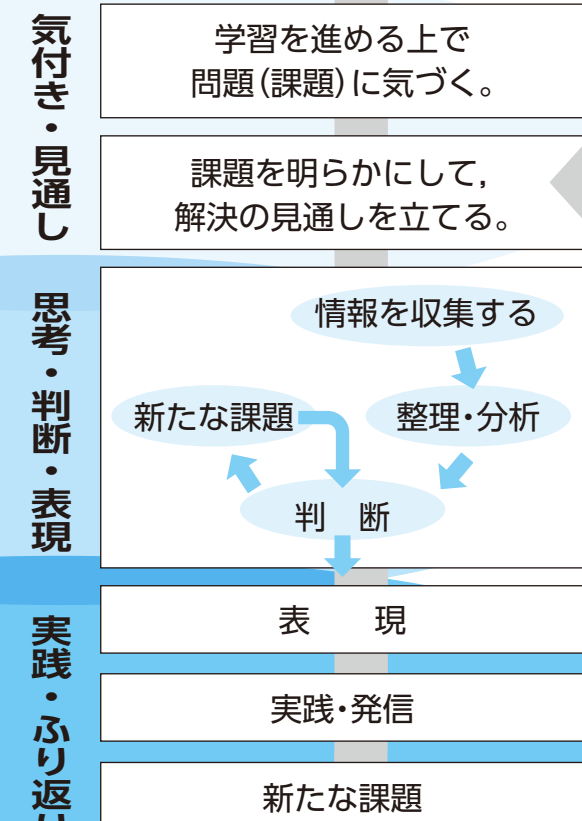 気付き・見通し
学習を進める上で
問題（課題）に気づく。
課題を明らかにして，
解決の見通しを立てる。
思考・判断・表現
情報を収集する
整理・分析
新たな課題
判　断
実践・ふり返り
表　　現
実践・発信
新たな課題